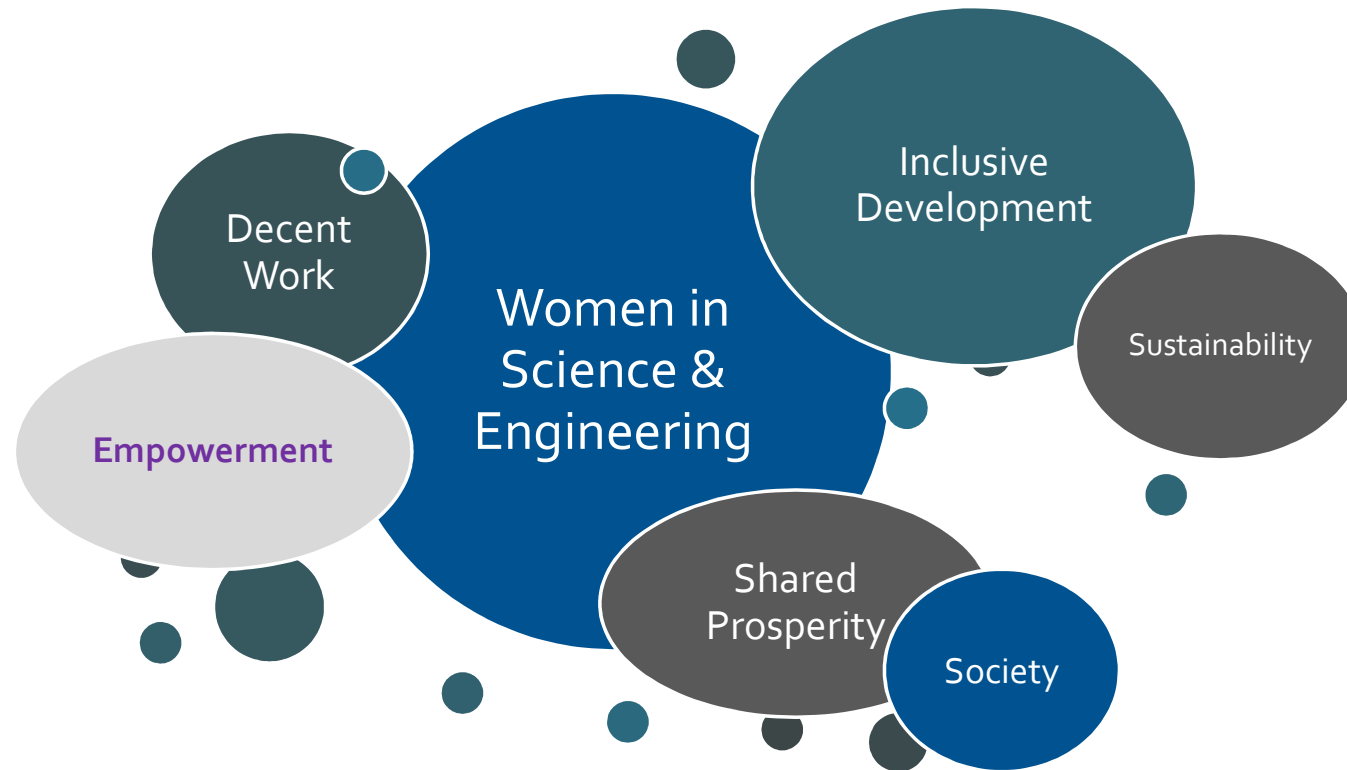 Inclusive
Development
Decent
Work
Women in
Science &
Engineering
Sustainability
Empowerment
Shared
Prosperity
Society